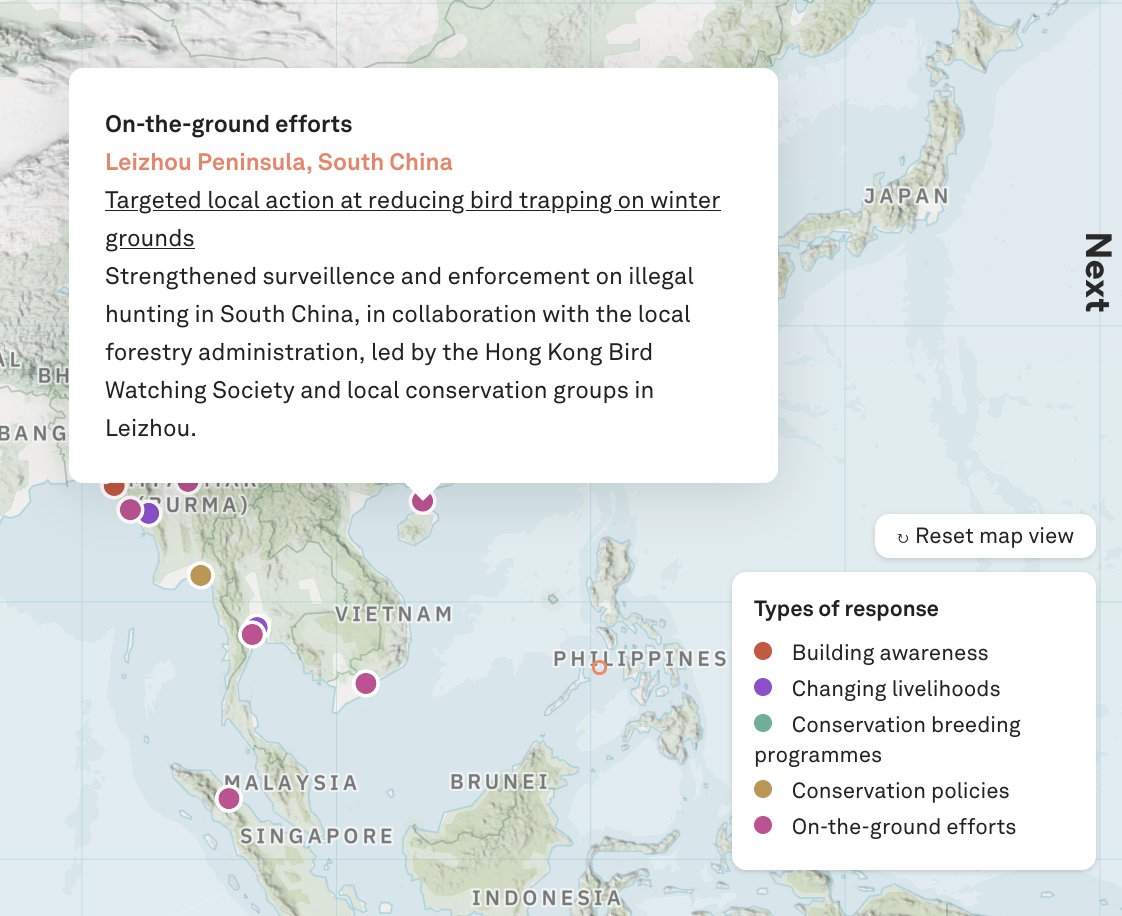 On-the-ground efforts
Leizhou Peninsula, South China
Targeted local action at reducing bird trapping on winter
grounds
Strengthened surveillence and enforcement on illegal
hunting in South China, in collaboration with the local
forestry administration, led by the Hong Kong Bird
Watching Society and local conservation groups in
Leizhou.
JAPAN
Next
BH
BANG
(BURMA)
Reset map view
VIETNAM
PHILIPPINES
Types of response
Building awareness
Changing livelihoods
Conservation breeding
programmes
Conservation policies
On-the-ground efforts
MALAYSIA
BRUNEI
SINGAPORE
INDONESIA